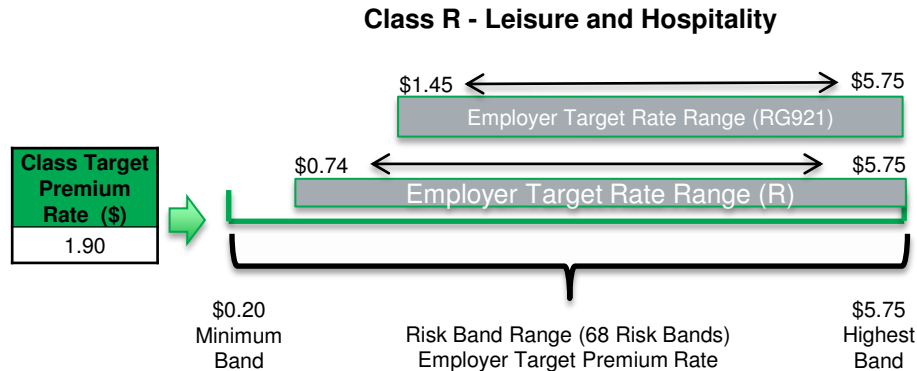 Class R - Leisure and Hospitality
$1.45
$5.75
Employer Target Rate Range (RG921)
Class Target
Premium
Rate ($)
1.90
$0.74
$5.75
Employer Target Rate Range (R)
$0.20
Minimum
Band
Risk Band Range (68 Risk Bands)
Employer Target Premium Rate
$5.75
Highest
Band